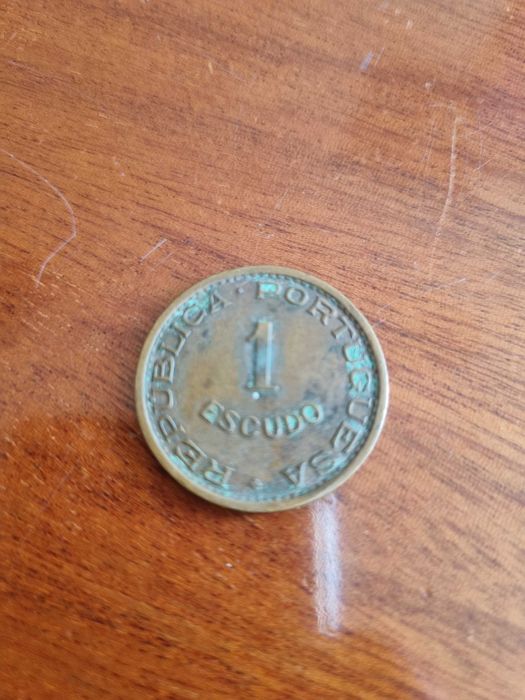 REPUBLICA · PORTUGUESA ·
1
ESCUDO